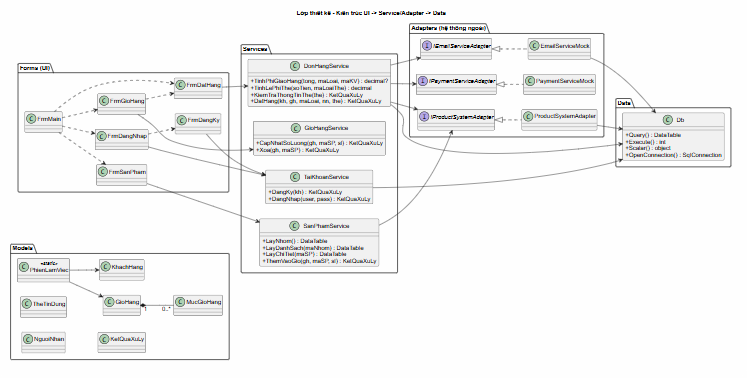 Lớp thiết kế - Kiến trúc UI -> Service/Adapter -> Data
Forms (UI)
C FrmMain
C FrmGioHang
C FrmDatHang
C FrmDangNhap
C FrmDangKy
C FrmSanPham
Services
C DonHangService
+TinhPhiGiaoHang(tong, maLoai, maKV) : decimal?
+TinhLePhiThe(soTien, maLoaiThe) : decimal
+KiemTraThongTinThe(the) : KetQuaXuLy
+DatHang(kh, gh, maLoai, nn, the) : KetQuaXuLy
C GioHangService
+CapNhatSoLuong(gh, maSP, sl) : KetQuaXuLy
+Xoa(gh, maSP) : KetQuaXuLy
C TaiKhoanService
+DangKy(kh) : KetQuaXuLy
+DangNhap(user, pass) : KetQuaXuLy
C SanPhamService
+LayNhom() : DataTable
+LayDanhSach(maNhom) : DataTable
+LayChiTiet(maSP) : DataTable
+ThemVaoGio(gh, maSP, sl) : KetQuaXuLy
Adapters (hệ thống ngoài)
I IEmailServiceAdapter
C EmailServiceMock
I IPaymentServiceAdapter
C PaymentServiceMock
I IProductSystemAdapter
C ProductSystemAdapter
Data
C Db
+Query() : DataTable
+Execute() : int
+Scalar() : object
+OpenConnection() : SqlConnection
Models
«static»
C PhienLamViec
C KhachHang
C TheTinDung
C GioHang
1
0..*
C MucGioHang
C NguoiNhan
C KetQuaXuLy